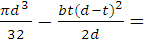 πd³/32 − bt(d−t)²/2d =